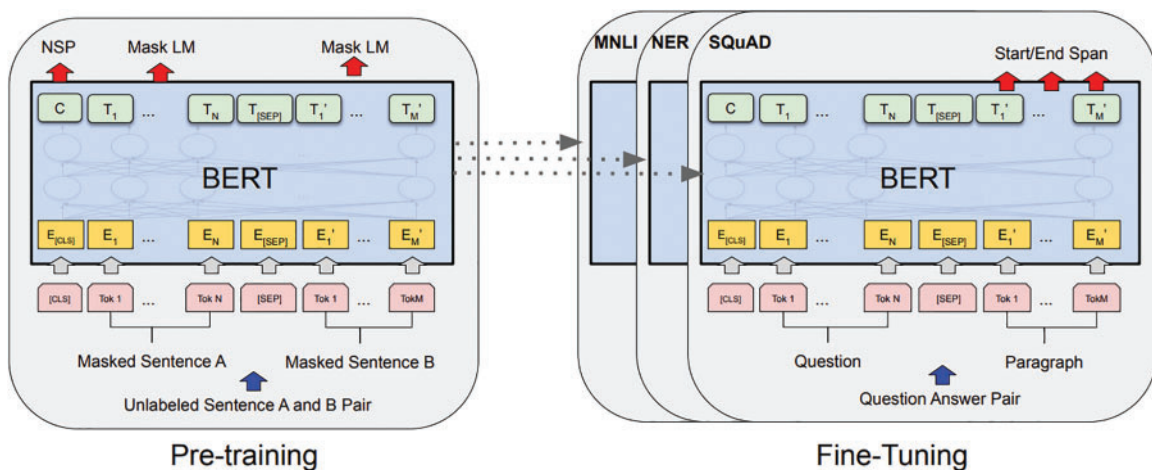 NSP Mask LM Mask LM
C T1 ... TN T[SEP] T1' ... TM'
BERT
E[CLS] E1 ... EN E[SEP] E1' ... EM'
[CLS] Tok 1 ... Tok N [SEP] Tok 1 ... TokM
Masked Sentence A Masked Sentence B
Unlabeled Sentence A and B Pair
Pre-training
MNLI NER SQuAD
Start/End Span
C T1 ... TN T[SEP] T1' ... TM'
BERT
E[CLS] E1 ... EN E[SEP] E1' ... EM'
[CLS] Tok 1 ... Tok N [SEP] Tok 1 ... TokM
Question Paragraph
Question Answer Pair
Fine-Tuning